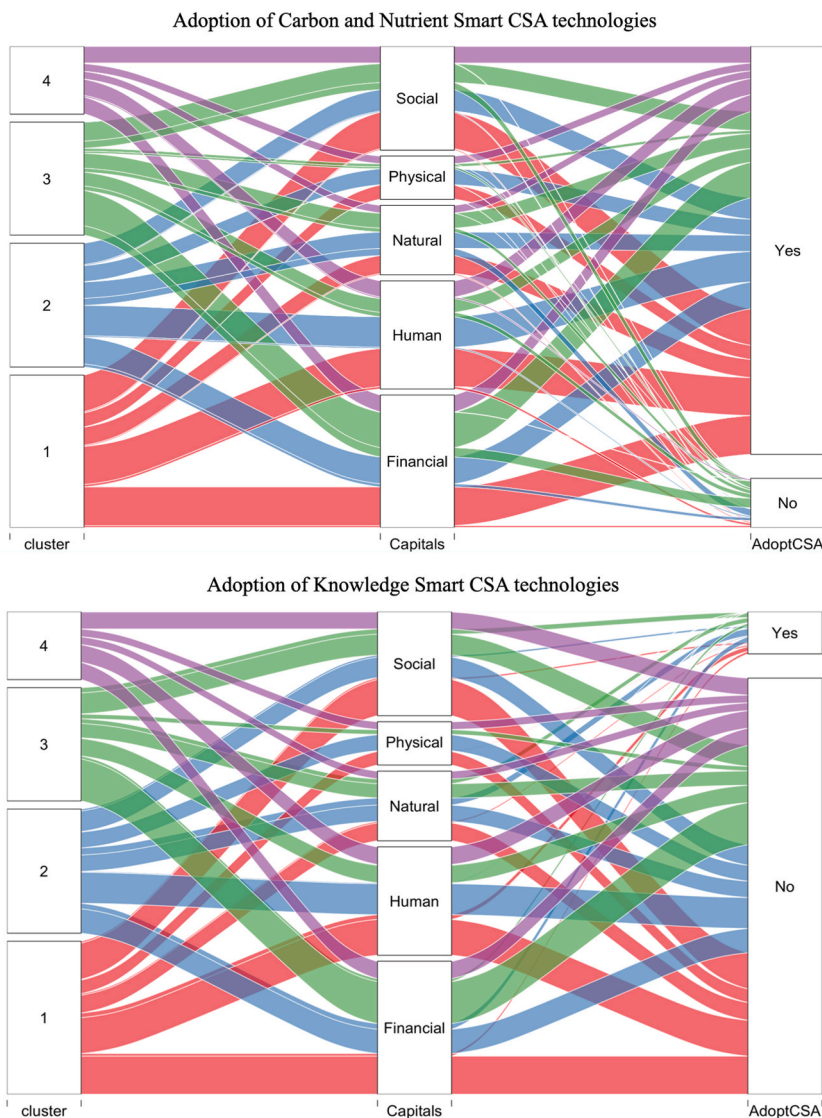 Adoption of Carbon and Nutrient Smart CSA technologies
4
3
2
1
Social
Physical
Natural
Human
Financial
Yes
No
cluster
Capitals
AdoptCSA
Adoption of Knowledge Smart CSA technologies
4
3
2
1
Social
Physical
Natural
Human
Financial
Yes
No
cluster
Capitals
AdoptCSA